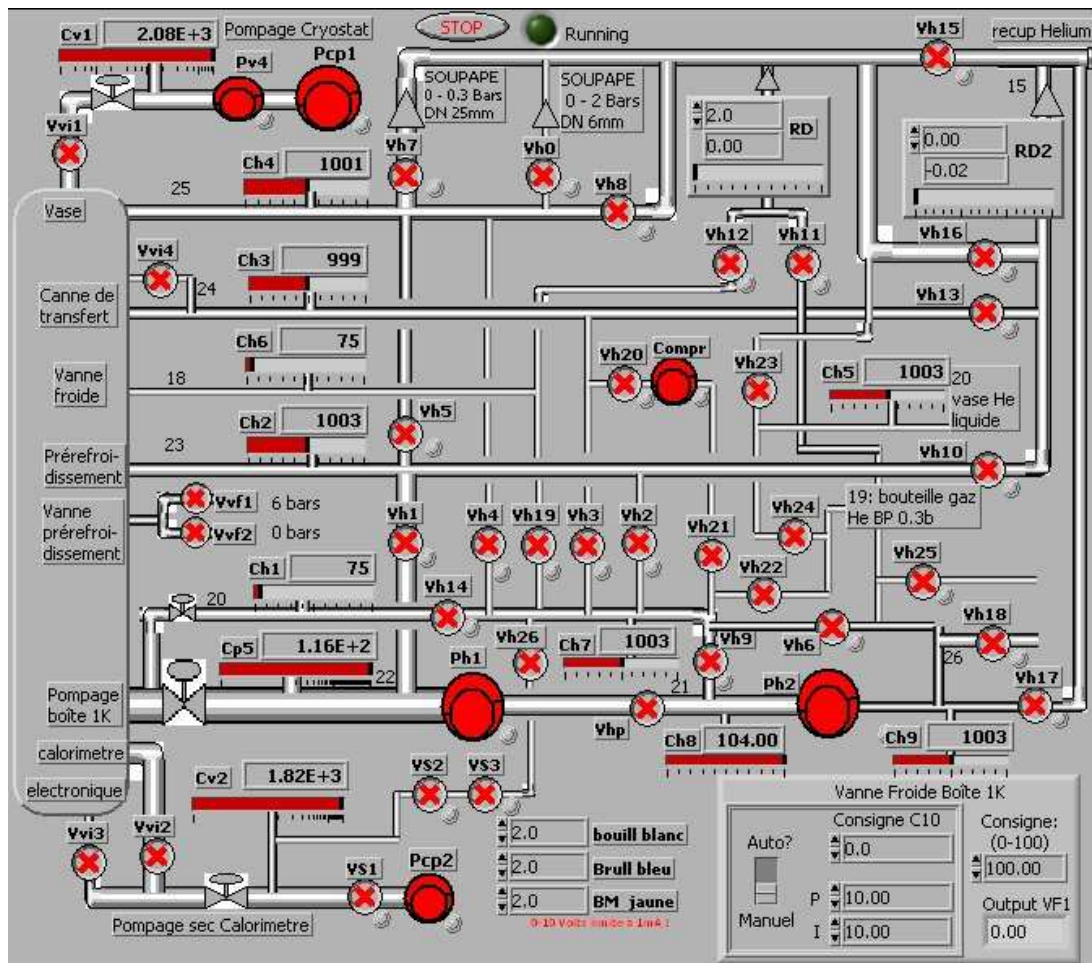 Cv1
2.08E+3
Pompage Cryostat
STOP
Running
Vh15
recup Helium
Pv4
Pcp1
SOUPAPE
0 - 0.3 Bars
DN 25mm
SOUPAPE
0 - 2 Bars
DN 6mm
2.0
0.00
RD
15
0.00
-0.02
RD2
Vvi1
Ch4
1001
Vh7
Vh0
Vh8
25
Vase
Vh12
Vh11
Vh16
Vvi4
Ch3
999
24
Canne de
transfert
Vh13
Ch6
75
Vh20
Compr
Vh23
Ch5
1003
20
vase He
liquide
Vanne
froide
18
Ch2
1003
Vh5
23
Prérefroi-
dissement
Vh10
Vvf1
6 bars
Vanne
prérefroi-
dissement
Vvf2
0 bars
Vh1
Vh4
Vh19
Vh3
Vh2
Vh21
Vh24
19: bouteille gaz
He BP 0.3b
Vh25
Vh22
Ch1
75
20
Vh14
Vh26
Ch7
1003
Vh9
Vh6
Vh18
26
Cp5
1.16E+2
22
Ph1
21
Ph2
Vh17
Pompage
boîte 1K
Vhp
calorimetre
Ch8
104.00
Ch9
1003
electronique
Cv2
1.82E+3
VS2
VS3
Vvi3
Vvi2
VS1
Pcp2
Pompage sec Calorimetre
2.0
bouill blanc
2.0
Brull bleu
2.0
BM jaune
0-10 Volts limite à 1mA !
Vanne Froide Boîte 1K
Auto?
Manuel
Consigne C10
0.0
P
10.00
I
10.00
Consigne:
(0-100)
100.00
Output VF1
0.00